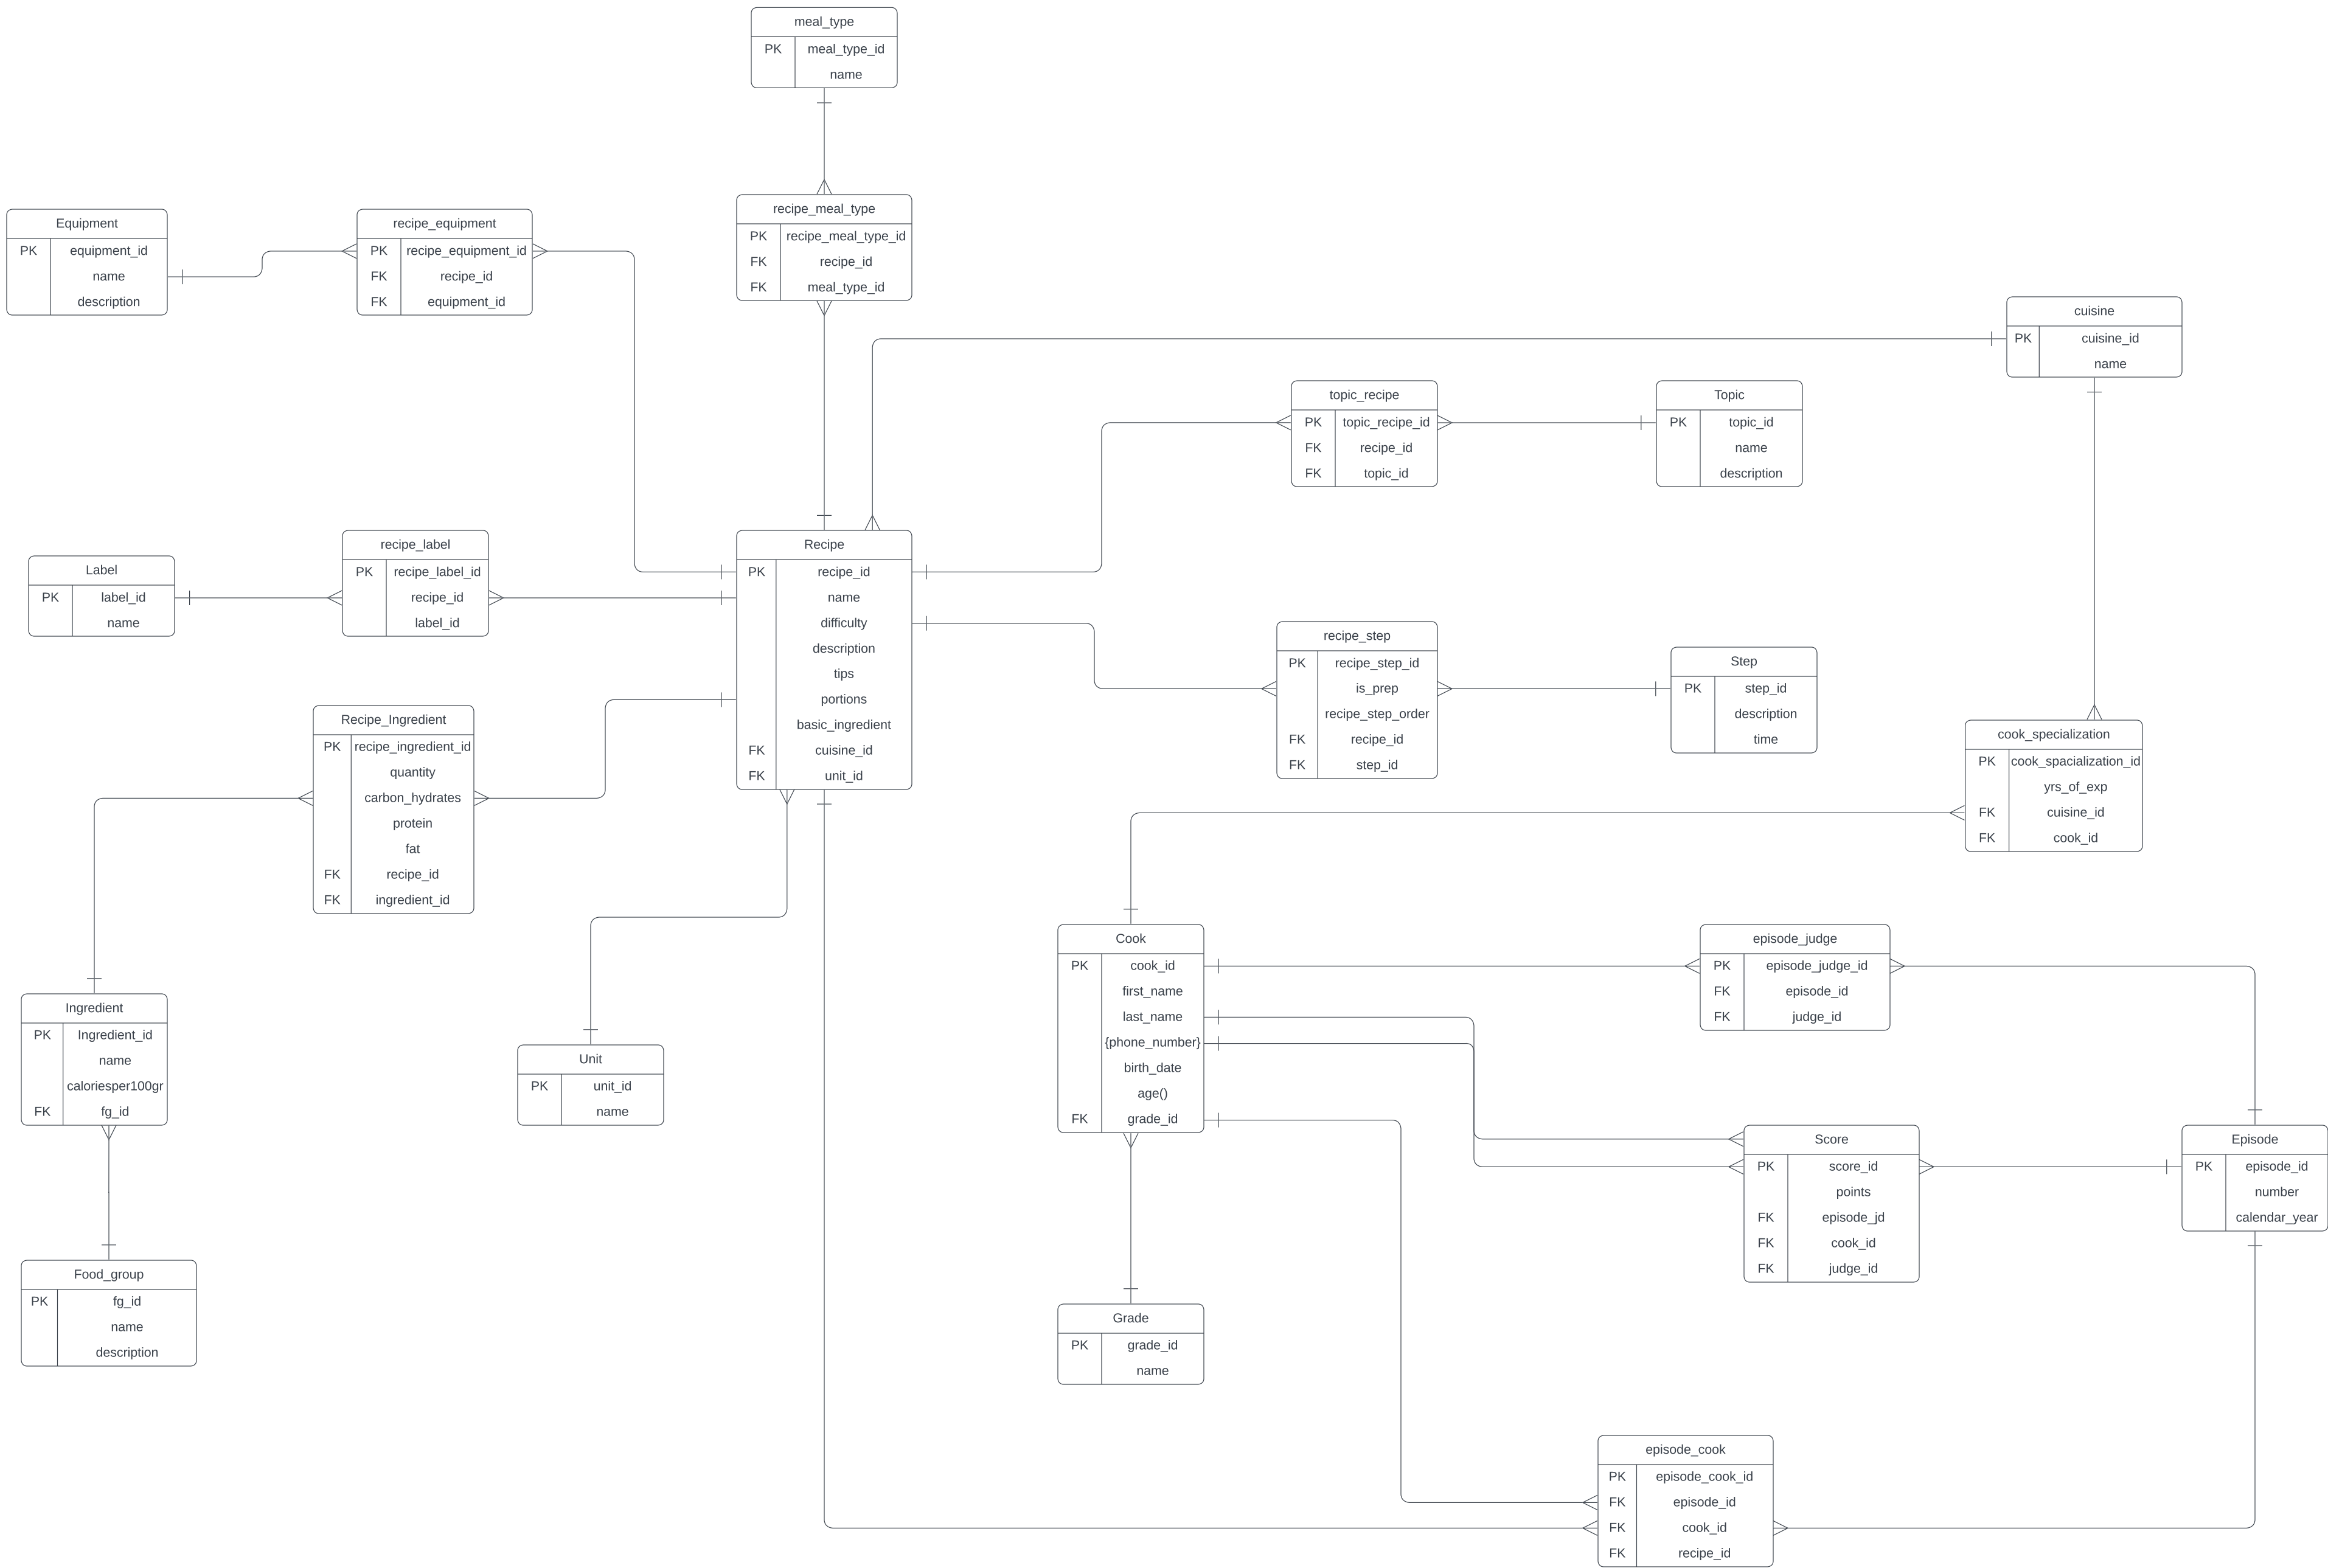 meal_type
PK meal_type_id
name
recipe_meal_type
PK recipe_meal_type_id
FK recipe_id
FK meal_type_id
Equipment
PK equipment_id
name
description
recipe_equipment
PK recipe_equipment_id
FK recipe_id
FK equipment_id
cuisine
PK cuisine_id
name
topic_recipe
PK topic_recipe_id
FK recipe_id
FK topic_id
Topic
PK topic_id
name
description
Label
PK label_id
name
recipe_label
PK recipe_label_id
recipe_id
label_id
Recipe
PK recipe_id
name
difficulty
description
tips
portions
basic_ingredient
FK cuisine_id
FK unit_id
recipe_step
PK recipe_step_id
is_prep
recipe_step_order
FK recipe_id
FK step_id
Step
PK step_id
description
time
cook_specialization
PK cook_spacialization_id
yrs_of_exp
FK cuisine_id
FK cook_id
Recipe_Ingredient
PK recipe_ingredient_id
quantity
carbon_hydrates
protein
fat
FK recipe_id
FK ingredient_id
Ingredient
PK Ingredient_id
name
caloriesper100gr
FK fg_id
Unit
PK unit_id
name
Cook
PK cook_id
first_name
last_name
{phone_number}
birth_date
age()
FK grade_id
episode_judge
PK episode_judge_id
FK episode_id
FK judge_id
Score
PK score_id
points
FK episode_jd
FK cook_id
FK judge_id
Episode
PK episode_id
number
calendar_year
Food_group
PK fg_id
name
description
Grade
PK grade_id
name
episode_cook
PK episode_cook_id
FK episode_id
FK cook_id
FK recipe_id